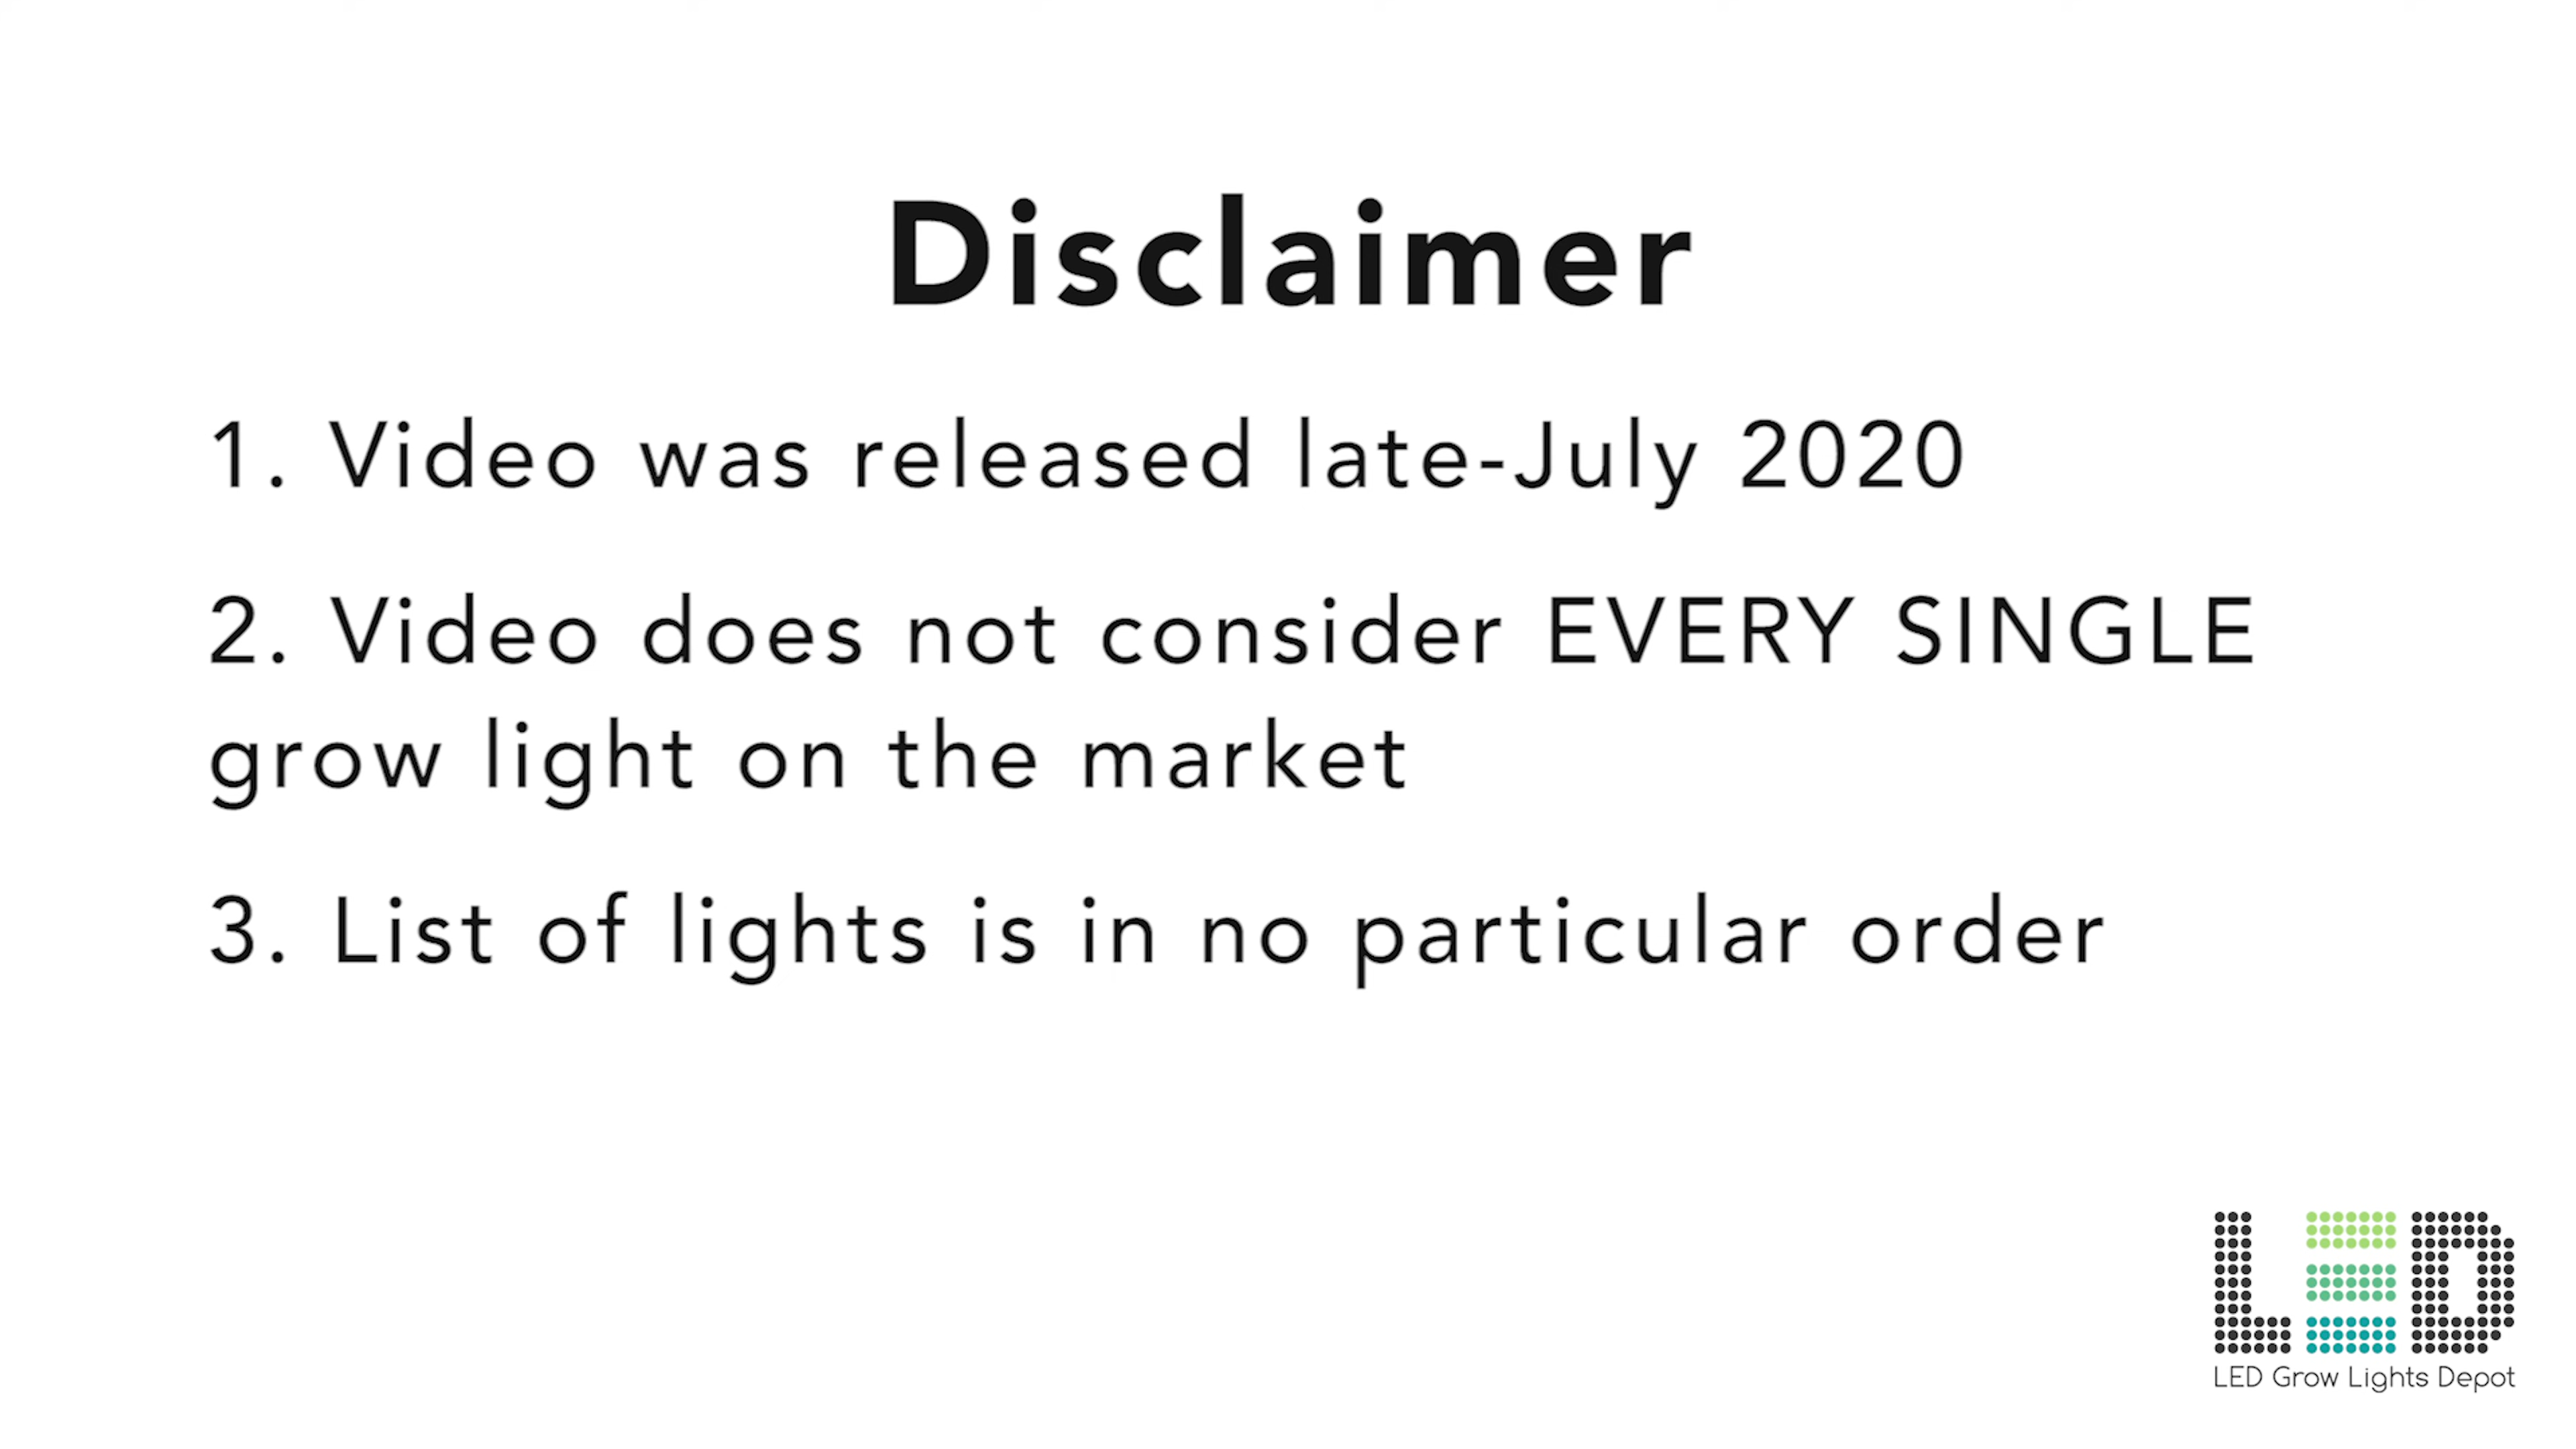 Disclaimer
1. Video was released late-July 2020
2. Video does not consider EVERY SINGLE
grow light on the market
3. List of lights is in no particular order
LED
LED Grow Lights Depot